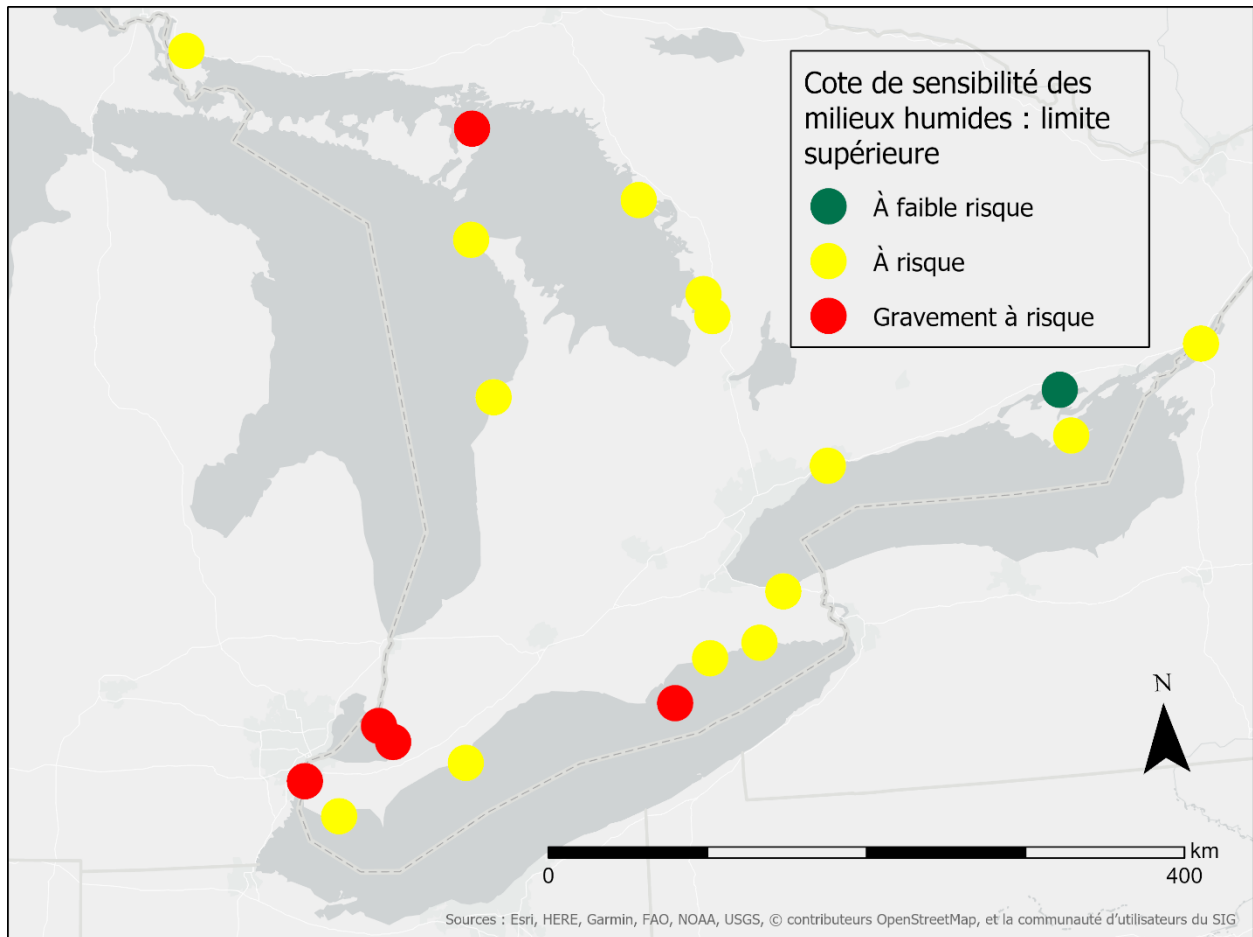 Cote de sensibilité des
milieux humides : limite
supérieure
À faible risque
À risque
Gravement à risque
N
km
0
400
Sources : Esri, HERE, Garmin, FAO, NOAA, USGS, © contributeurs OpenStreetMap, et la communauté d'utilisateurs du SIG